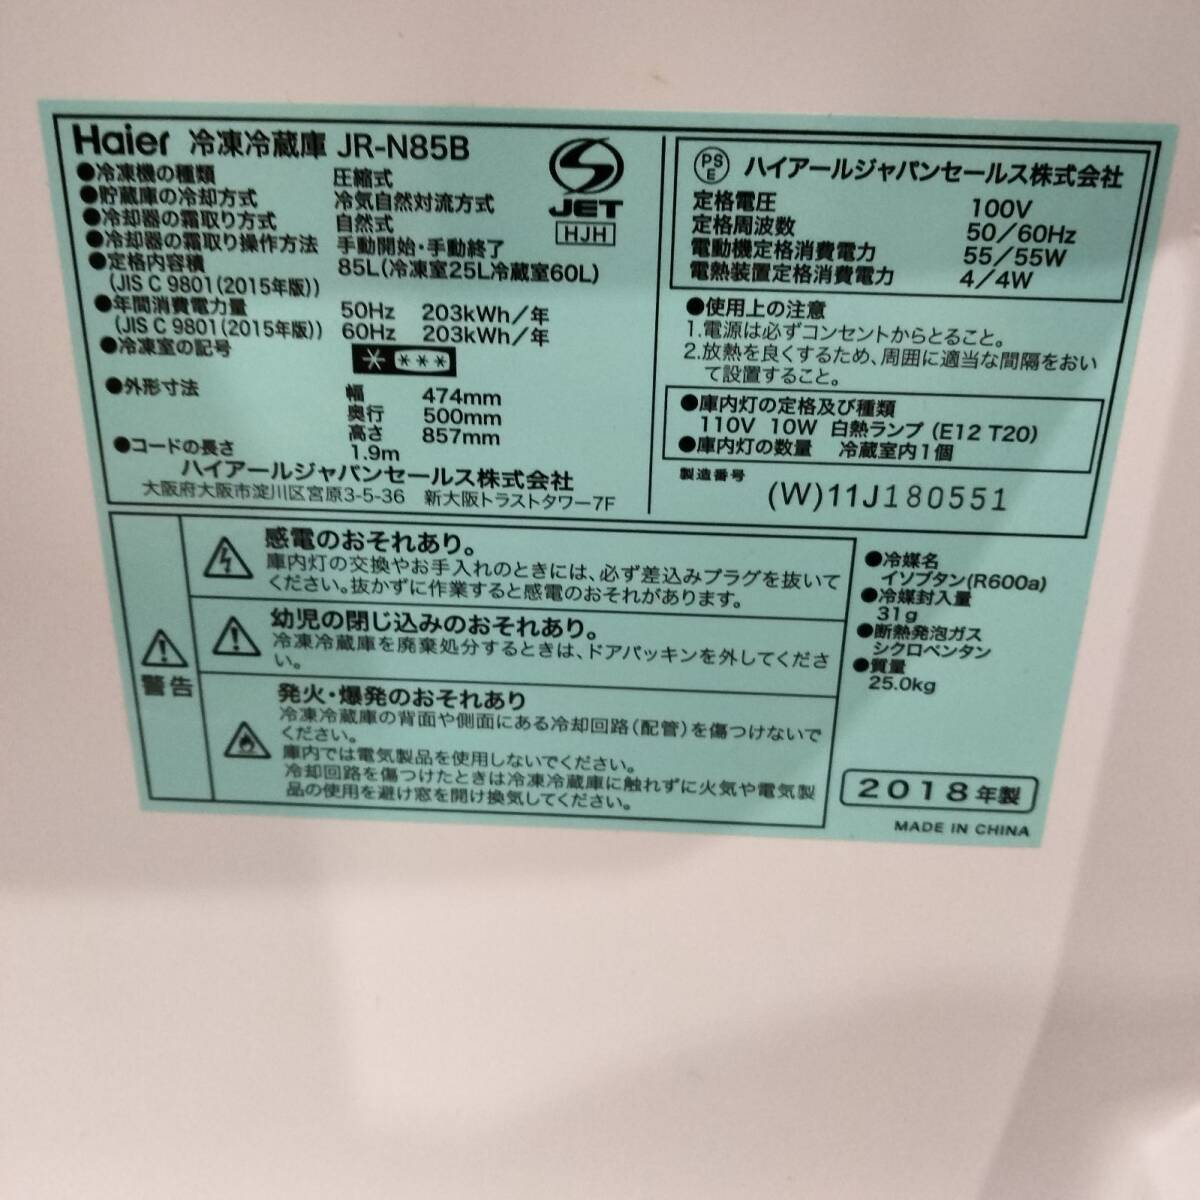 Haier 冷凍冷蔵庫 JR-N85B
●冷凍機の種類 圧縮式
●貯蔵庫の冷却方式 冷気自然対流方式
●冷却器の霜取り方式 自然式
●冷却器の霜取り操作方法 手動開始・手動終了
●定格内容積 85L(冷凍室25L冷蔵室60L)
(JIS C 9801(2015年版))
●年間消費電力量 50Hz 203kWh/年
(JIS C 9801(2015年版)) 60Hz 203kWh/年
●冷凍室の記号 * ***
●外形寸法 幅 474mm
奥行 500mm
高さ 857mm
●コードの長さ 1.9m
ハイアールジャパンセールス株式会社
大阪府大阪市淀川区宮原3-5-36 新大阪トラストタワー7F
JET
HJH
PS
E
ハイアールジャパンセールス株式会社
定格電圧 100V
定格周波数 50/60Hz
電動機定格消費電力 55/55W
電熱装置定格消費電力 4/4W
●使用上の注意
1.電源は必ずコンセントからとること。
2.放熱を良くするため、周囲に適当な間隔をおい
て設置すること。
●庫内灯の定格及び種類
110V 10W 白熱ランプ (E12 T20)
●庫内灯の数量 冷蔵室内1個
製造番号
(W)11J180551
警告
感電のおそれあり。
庫内灯の交換やお手入れのときには、必ず差込みプラグを抜いて
ください。抜かずに作業すると感電のおそれがあります。
幼児の閉じ込みのおそれあり。
冷凍冷蔵庫を廃棄処分するときは、ドアパッキンを外してくださ
い。
発火・爆発のおそれあり
冷凍冷蔵庫の背面や側面にある冷却回路(配管)を傷つけないで
ください。
庫内では電気製品を使用しないでください。
冷却回路を傷つけたときは冷凍冷蔵庫に触れずに火気や電気製
品の使用を避け窓を開け換気してください。
●冷媒名
イソブタン(R600a)
●冷媒封入量
31g
●断熱発泡ガス
シクロペンタン
●質量
25.0kg
2018年製
MADE IN CHINA